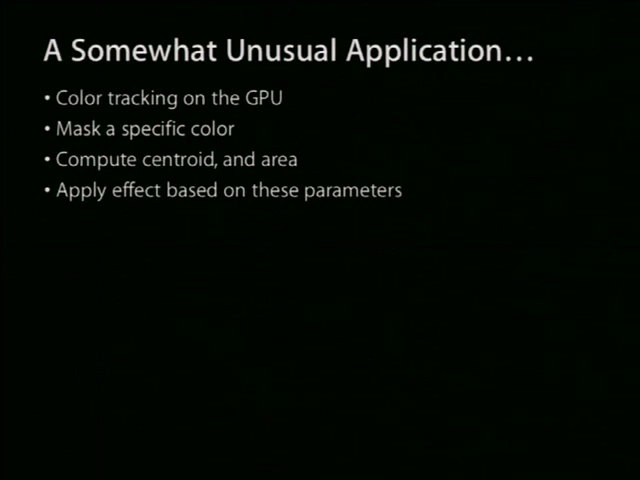 A Somewhat Unusual Application…
• Color tracking on the GPU
• Mask a specific color
• Compute centroid, and area
• Apply effect based on these parameters